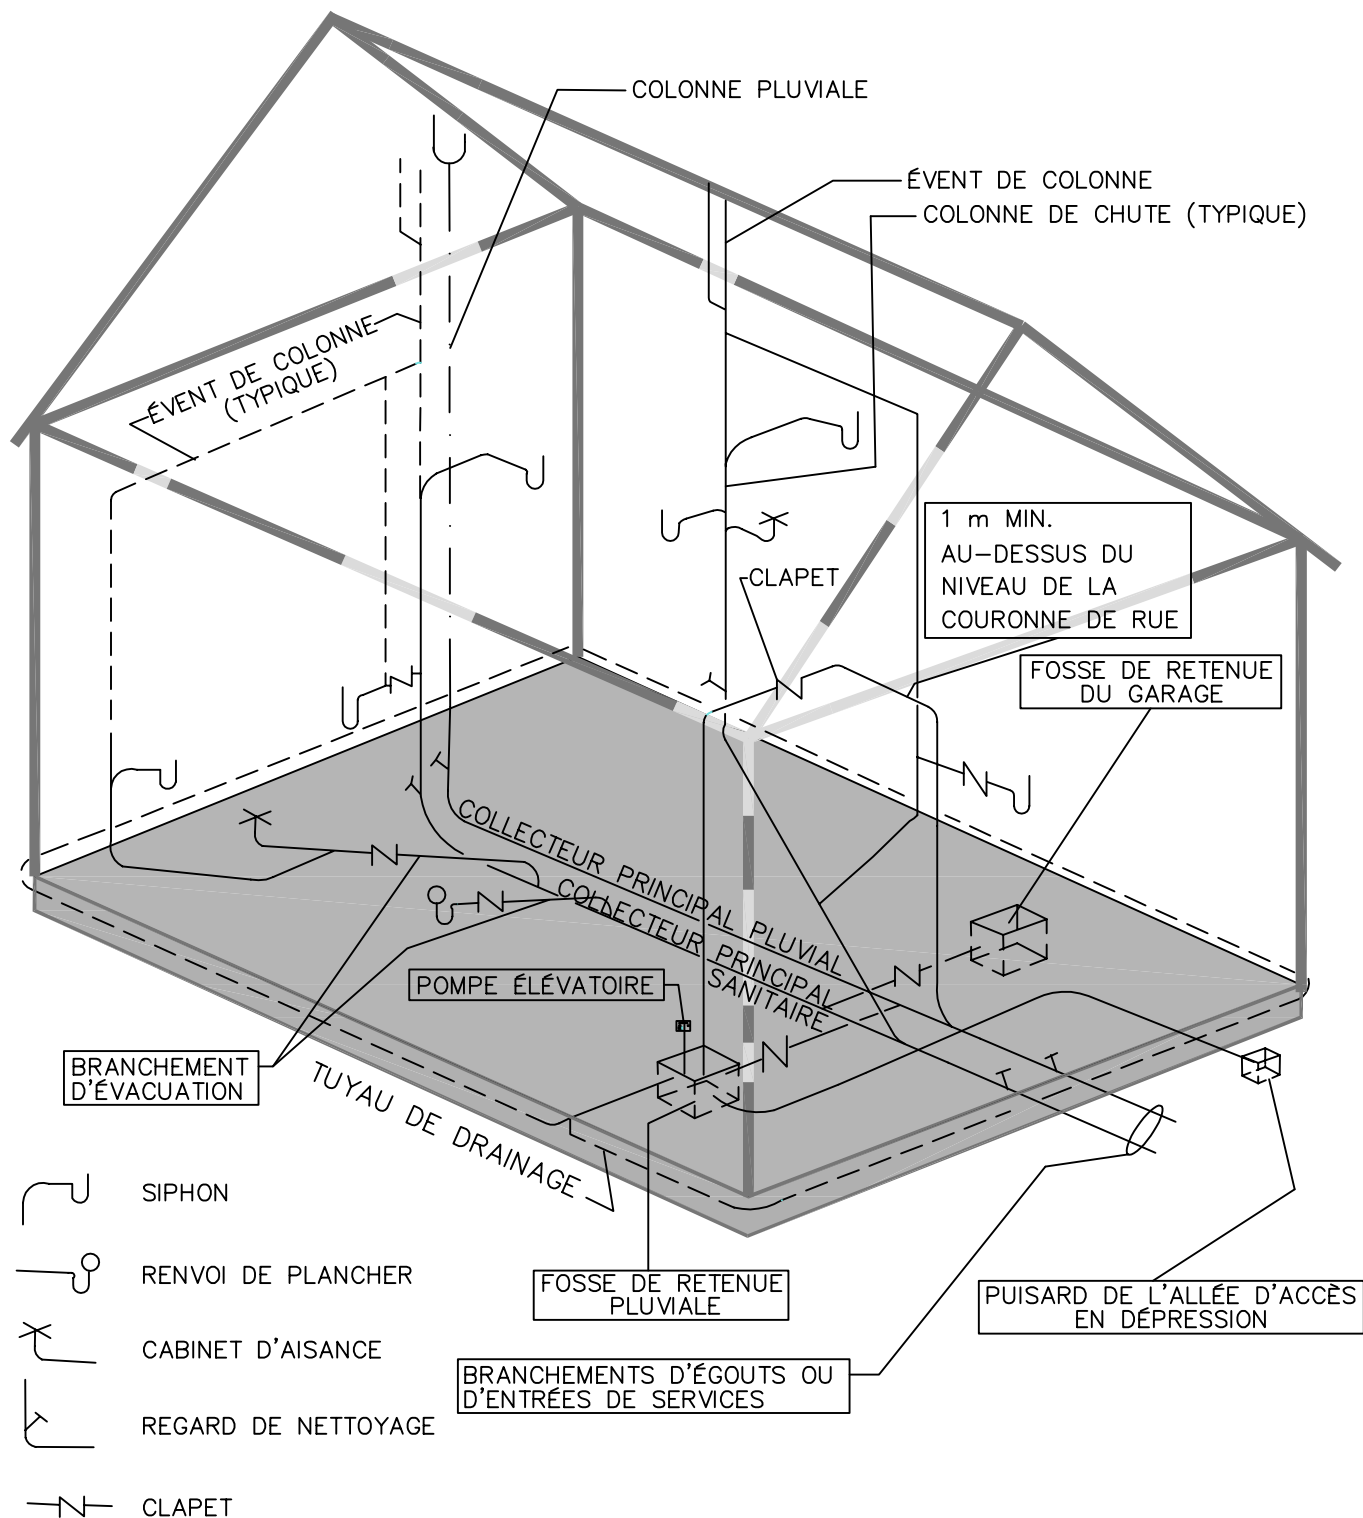 COLONNE PLUVIALE
ÉVENT DE COLONNE
COLONNE DE CHUTE (TYPIQUE)
ÉVENT DE COLONNE
(TYPIQUE)
1 m MIN.
AU-DESSUS DU
NIVEAU DE LA
COURONNE DE RUE
CLAPET
FOSSE DE RETENUE
DU GARAGE
COLLECTEUR PRINCIPAL PLUVIAL
COLLECTEUR PRINCIPAL
SANITAIRE
POMPE ÉLÉVATOIRE
BRANCHEMENT
D'ÉVACUATION
TUYAU DE DRAINAGE
SIPHON
RENVOI DE PLANCHER
FOSSE DE RETENUE
PLUVIALE
PUISARD DE L'ALLÉE D'ACCÈS
EN DÉPRESSION
CABINET D'AISANCE
BRANCHEMENTS D'ÉGOUTS OU
D'ENTRÉES DE SERVICES
REGARD DE NETTOYAGE
CLAPET